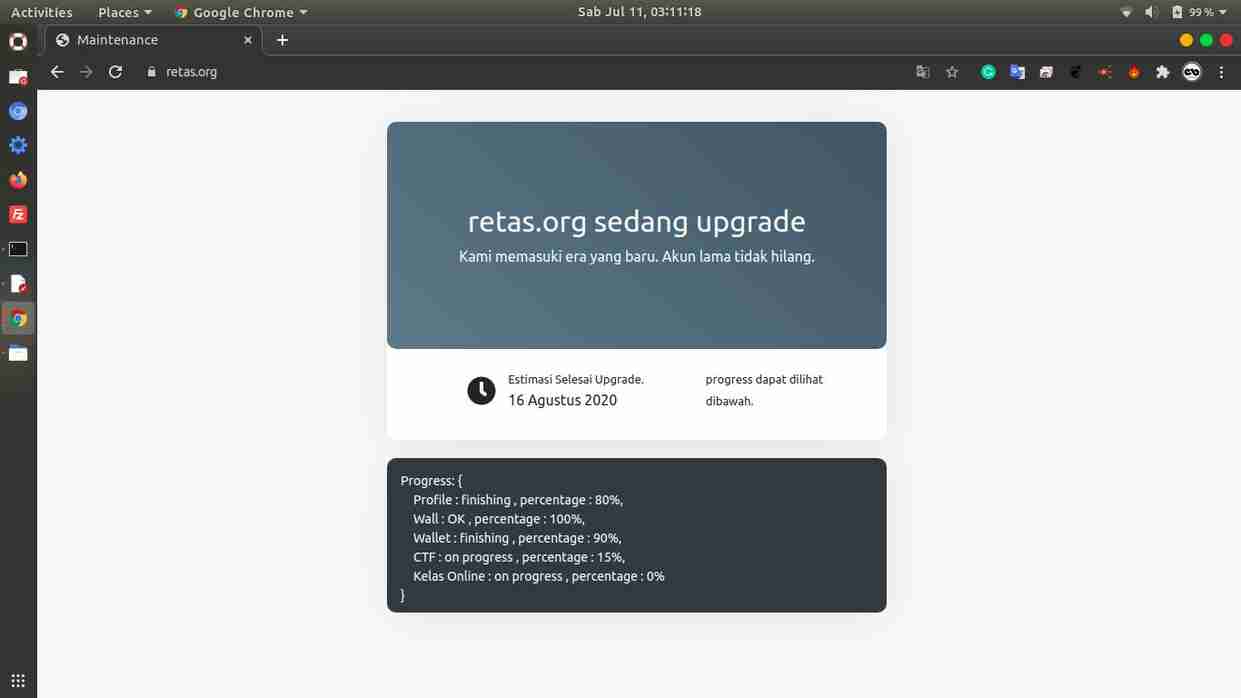 Activities Places Google Chrome Sab Jul 11, 03:11:18 99 %
Maintenance
retas.org
retas.org sedang upgrade
Kami memasuki era yang baru. Akun lama tidak hilang.
Estimasi Selesai Upgrade.
16 Agustus 2020
progress dapat dilihat
dibawah.
Progress: {
Profile : finishing , percentage : 80%,
Wall : OK , percentage : 100%,
Wallet : finishing , percentage : 90%,
CTF : on progress , percentage : 15%,
Kelas Online : on progress , percentage : 0%
}